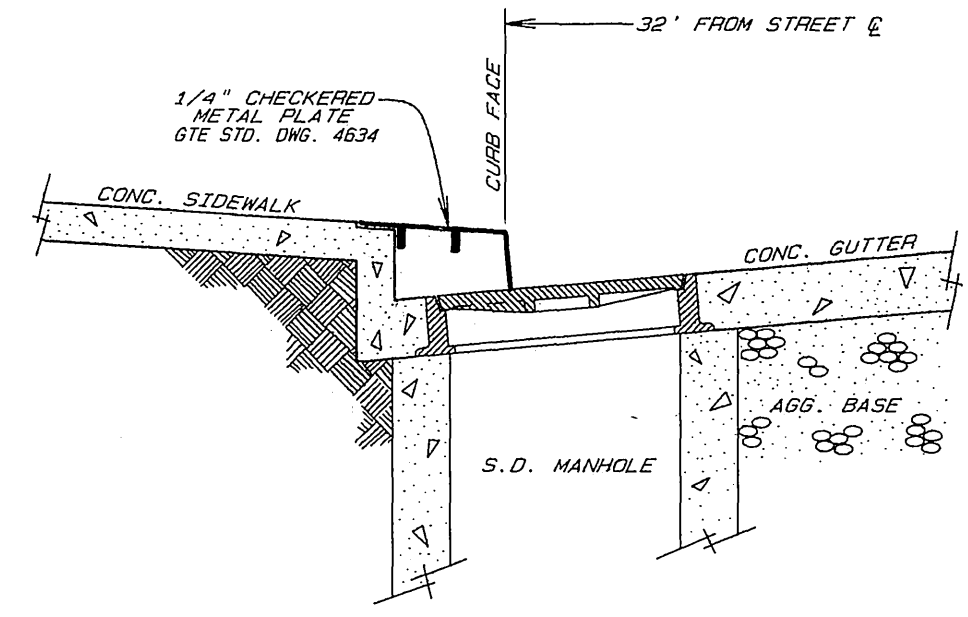 32' FROM STREET ℄
CURB FACE
1/4" CHECKERED
METAL PLATE
GTE STD. DWG. 4634
CONC. SIDEWALK
CONC. GUTTER
AGG. BASE
S.D. MANHOLE